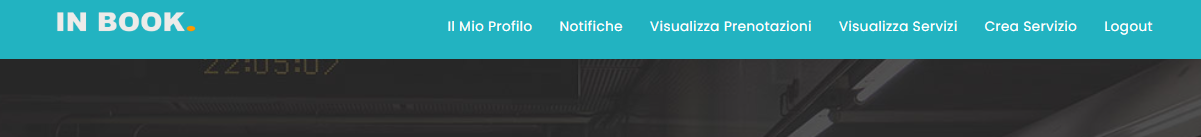 IN BOOK.
Il Mio Profilo Notifiche Visualizza Prenotazioni Visualizza Servizi Crea Servizio Logout
22:05:07